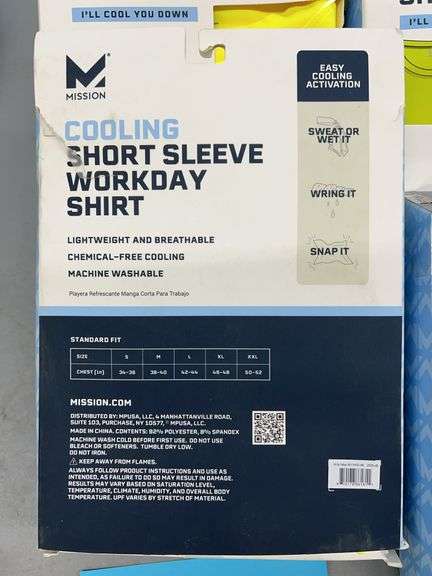 I'LL COOL YOU DOWN
I'LL
MISSION
EASY
COOLING
ACTIVATION
COOLING
SHORT SLEEVE
WORKDAY
SHIRT
SWEAT OR
WET IT
WRING IT
SNAP IT
LIGHTWEIGHT AND BREATHABLE
CHEMICAL-FREE COOLING
MACHINE WASHABLE
Playera Refrescante Manga Corta Para Trabajo
STANDARD FIT
SIZE S M L XL XXL
CHEST (in) 34-36 38-40 42-44 46-48 50-52
MISSION.COM
DISTRIBUTED BY: MPUSA, LLC, 4 MANHATTANVILLE ROAD,
SUITE 103, PURCHASE, NY 10577, ® MPUSA, LLC.
MADE IN CHINA. CONTENTS: 92% POLYESTER, 8% SPANDEX
MACHINE WASH COLD BEFORE FIRST USE. DO NOT USE
BLEACH OR SOFTENERS. TUMBLE DRY LOW.
DO NOT IRON.
KEEP AWAY FROM FLAMES.
ALWAYS FOLLOW PRODUCT INSTRUCTIONS AND USE AS
INTENDED, AS FAILURE TO DO SO MAY RESULT IN DAMAGE.
RESULTS MAY VARY BASED ON SATURATION LEVEL,
TEMPERATURE, CLIMATE, HUMIDITY, AND OVERALL BODY
TEMPERATURE. UPF VARIES BY STRETCH OF MATERIAL.